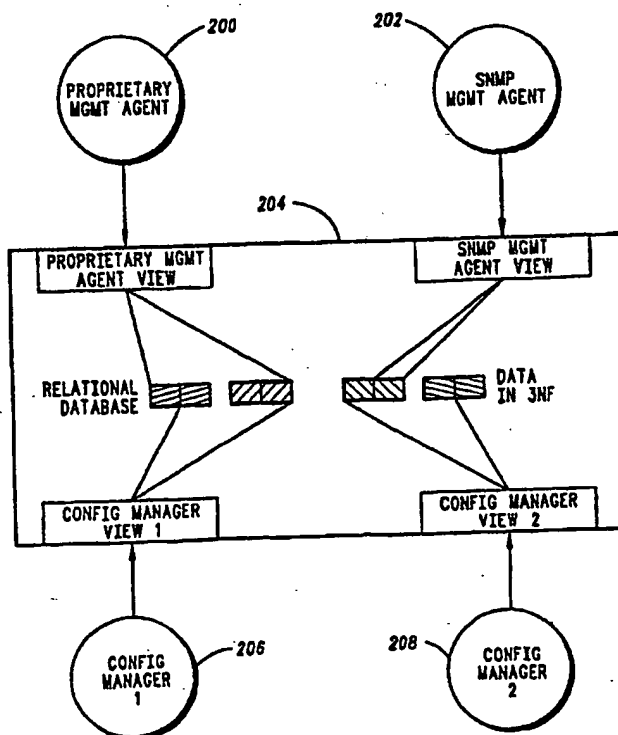 200
202
PROPRIETARY
MGMT AGENT
SNMP
MGMT AGENT
204
PROPRIETARY MGMT
AGENT VIEW
SNMP MGMT
AGENT VIEW
RELATIONAL
DATABASE
DATA
IN 3NF
CONFIG MANAGER
VIEW 1
CONFIG MANAGER
VIEW 2
206
208
CONFIG
MANAGER
1
CONFIG
MANAGER
2